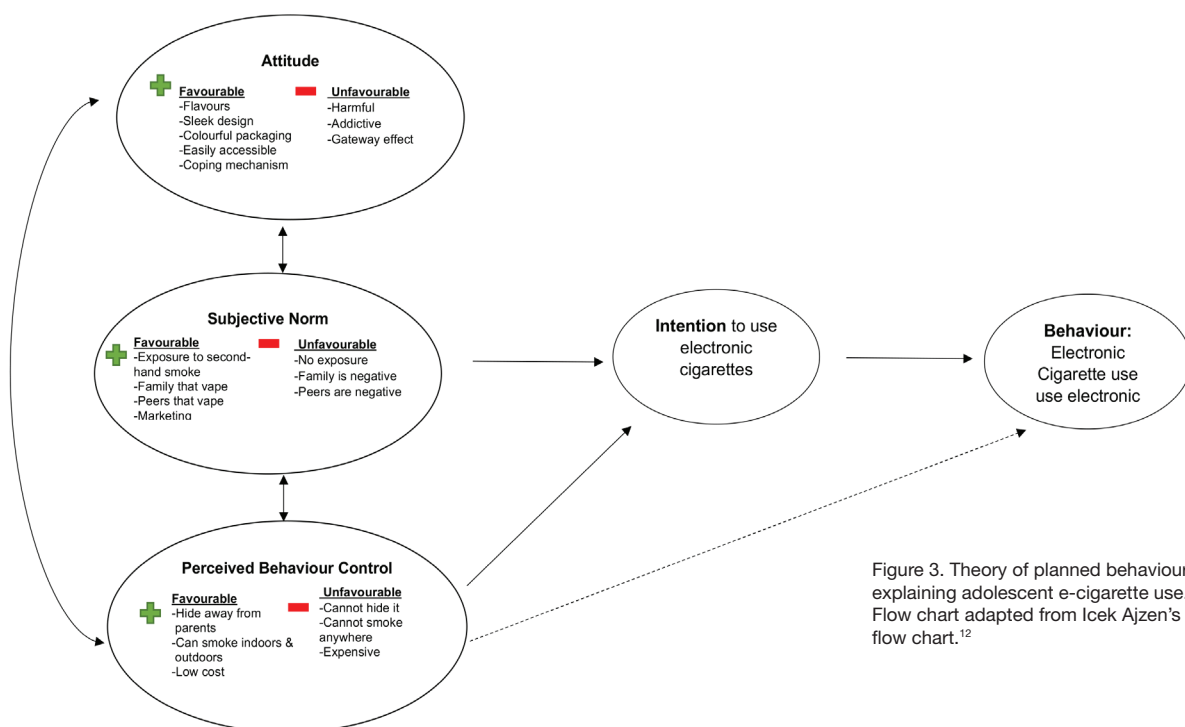 Attitude
Favourable
-Flavours
-Sleek design
-Colourful packaging
-Easily accessible
-Coping mechanism
Unfavourable
-Harmful
-Addictive
-Gateway effect
Subjective Norm
Favourable
-Exposure to second-
hand smoke
-Family that vape
-Peers that vape
-Marketing
Unfavourable
-No exposure
-Family is negative
-Peers are negative
Perceived Behaviour Control
Favourable
-Hide away from
parents
-Can smoke indoors &
outdoors
-Low cost
Unfavourable
-Cannot hide it
-Cannot smoke
anywhere
-Expensive
Intention to use
electronic
cigarettes
Behaviour:
Electronic
Cigarette use
use electronic
Figure 3. Theory of planned behaviour
explaining adolescent e-cigarette use.
Flow chart adapted from Icek Ajzen's
flow chart.12